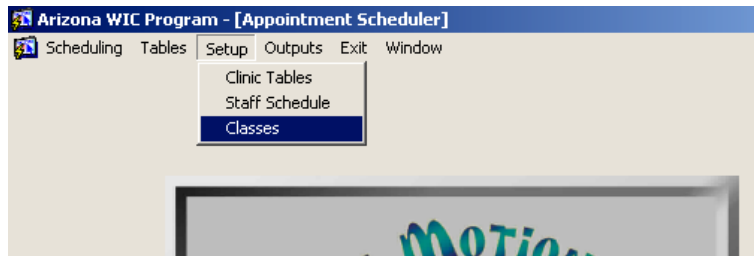 Arizona WIC Program - [Appointment Scheduler]
Scheduling Tables Setup Outputs Exit Window
Clinic Tables
Staff Schedule
Classes